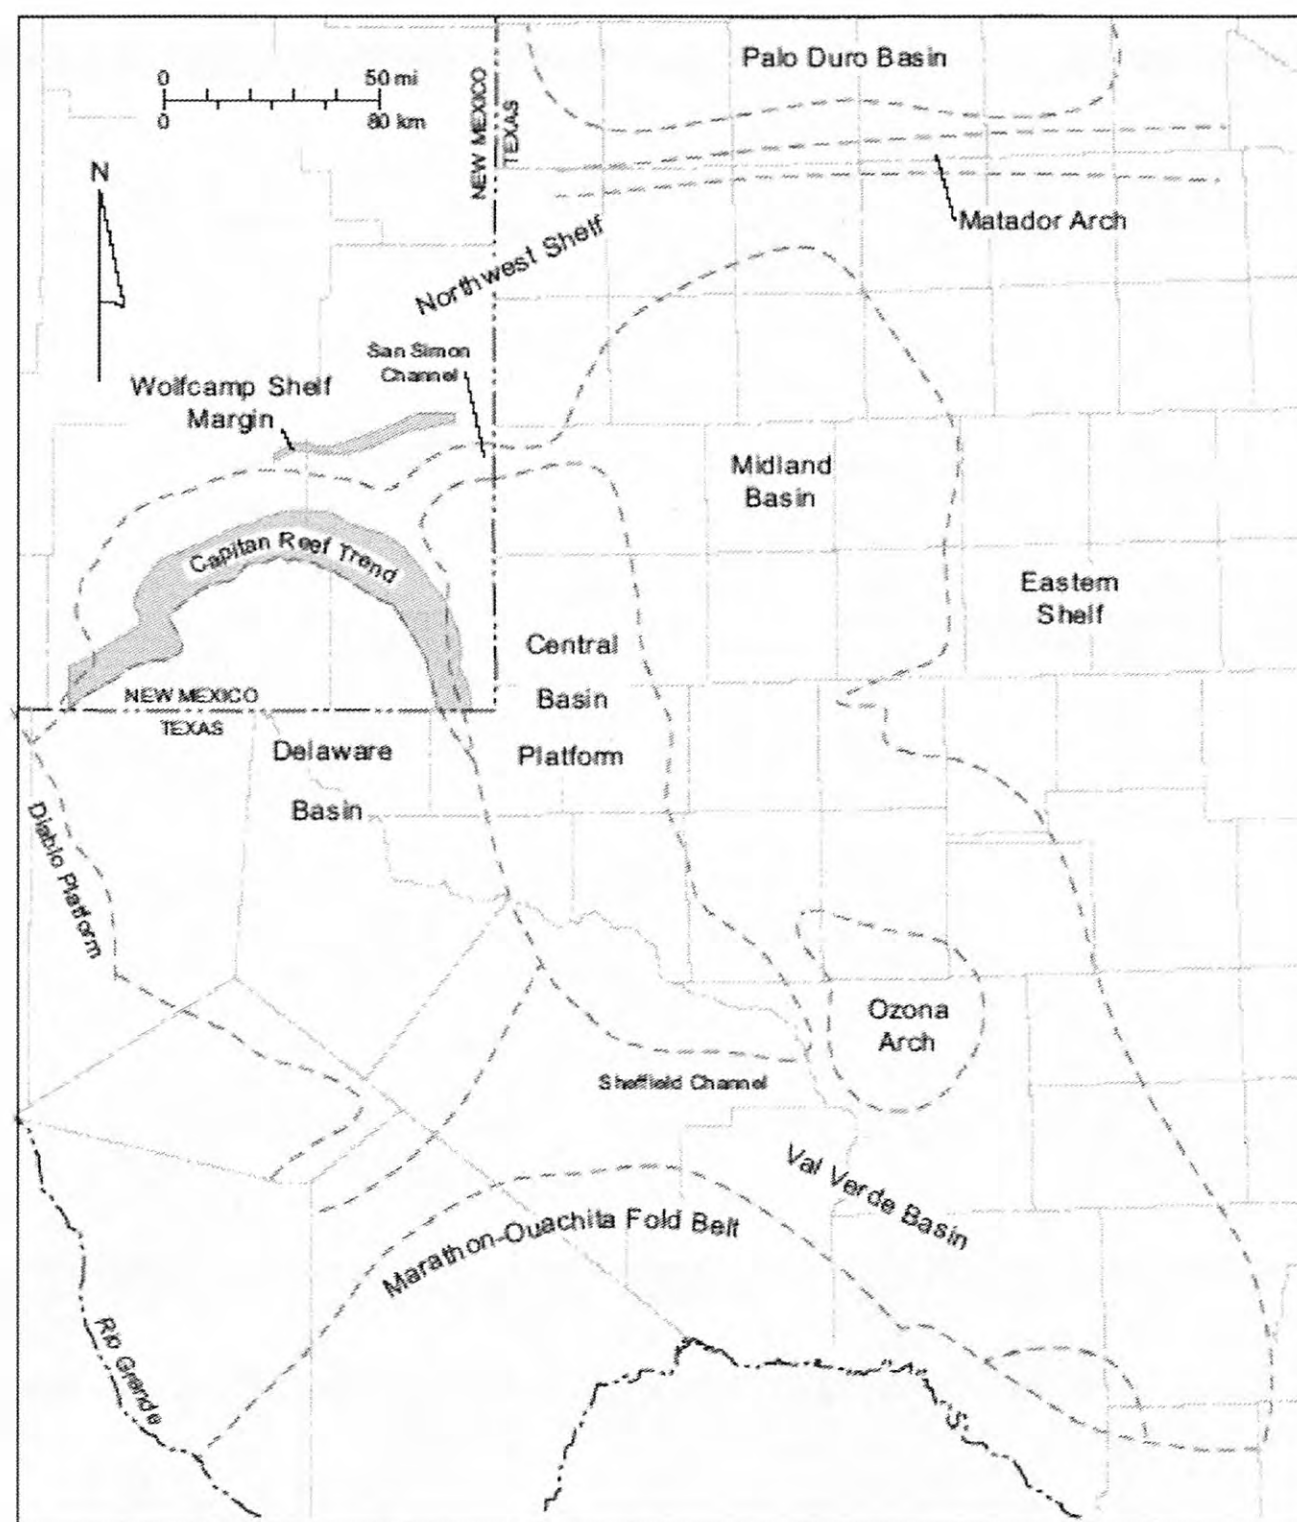 Palo Duro Basin
0 50 mi
0 80 km
NEW MEXICO
TEXAS
N
Matador Arch
Northwest Shelf
San Simon
Channel
Wolfcamp Shelf
Margin
Midland
Basin
Capitan Reef Trend
Eastern
Shelf
Central
Basin
Platform
NEW MEXICO
TEXAS
Delaware
Basin
Diablo Platform
Ozona
Arch
Sheffield Channel
Val Verde Basin
Marathon-Ouachita Fold Belt
Rio Grande